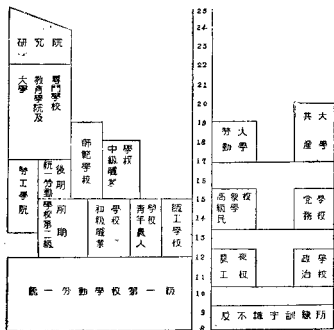 研究院
大學
教育學院及
專門學校
師範學校
中級職業
學校
勞工學院
統一勞動學校第二級
後期
前期
初級職業
學校
青年農人
學校
職工學校
統一勞動學校第一級
25
24
23
22
21
20
19
18
17
16
15
14
13
12
11
10
9
8
勞動
大學
共產
大學
高級
學校
黨務
學校
農工
夜校
政治
學校
及不識字訓練所